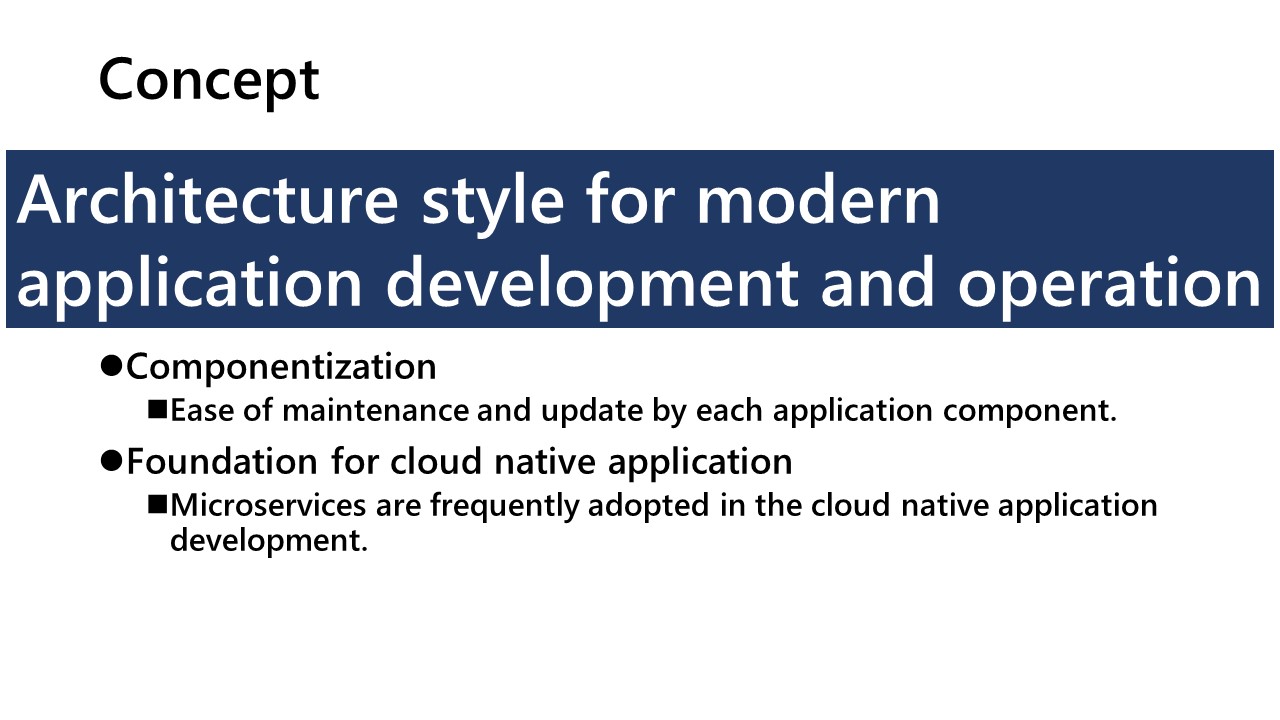 Concept
Architecture style for modern
application development and operation
●Componentization
■Ease of maintenance and update by each application component.
●Foundation for cloud native application
■Microservices are frequently adopted in the cloud native application
development.